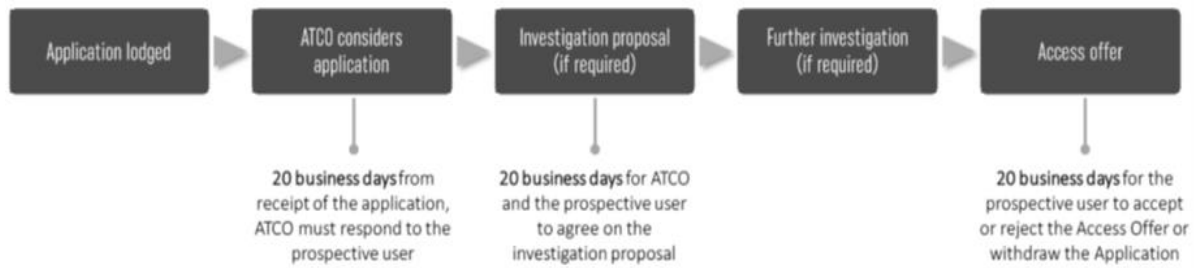 Application lodged
ATCO considers
application
Investigation proposal
(if required)
Further investigation
(if required)
Access offer
20 business days from
receipt of the application,
ATCO must respond to the
prospective user
20 business days for ATCO
and the prospective user
to agree on the
investigation proposal
20 business days for the
prospective user to accept
or reject the Access Offer or
withdraw the Application